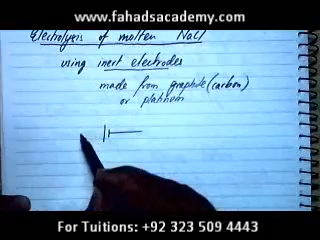 www.fahadsacademy.com
Electrolysis of molten NaCl
using inert electrodes
made from graphite (carbon)
or platinum
For Tuitions: +92 323 509 4443